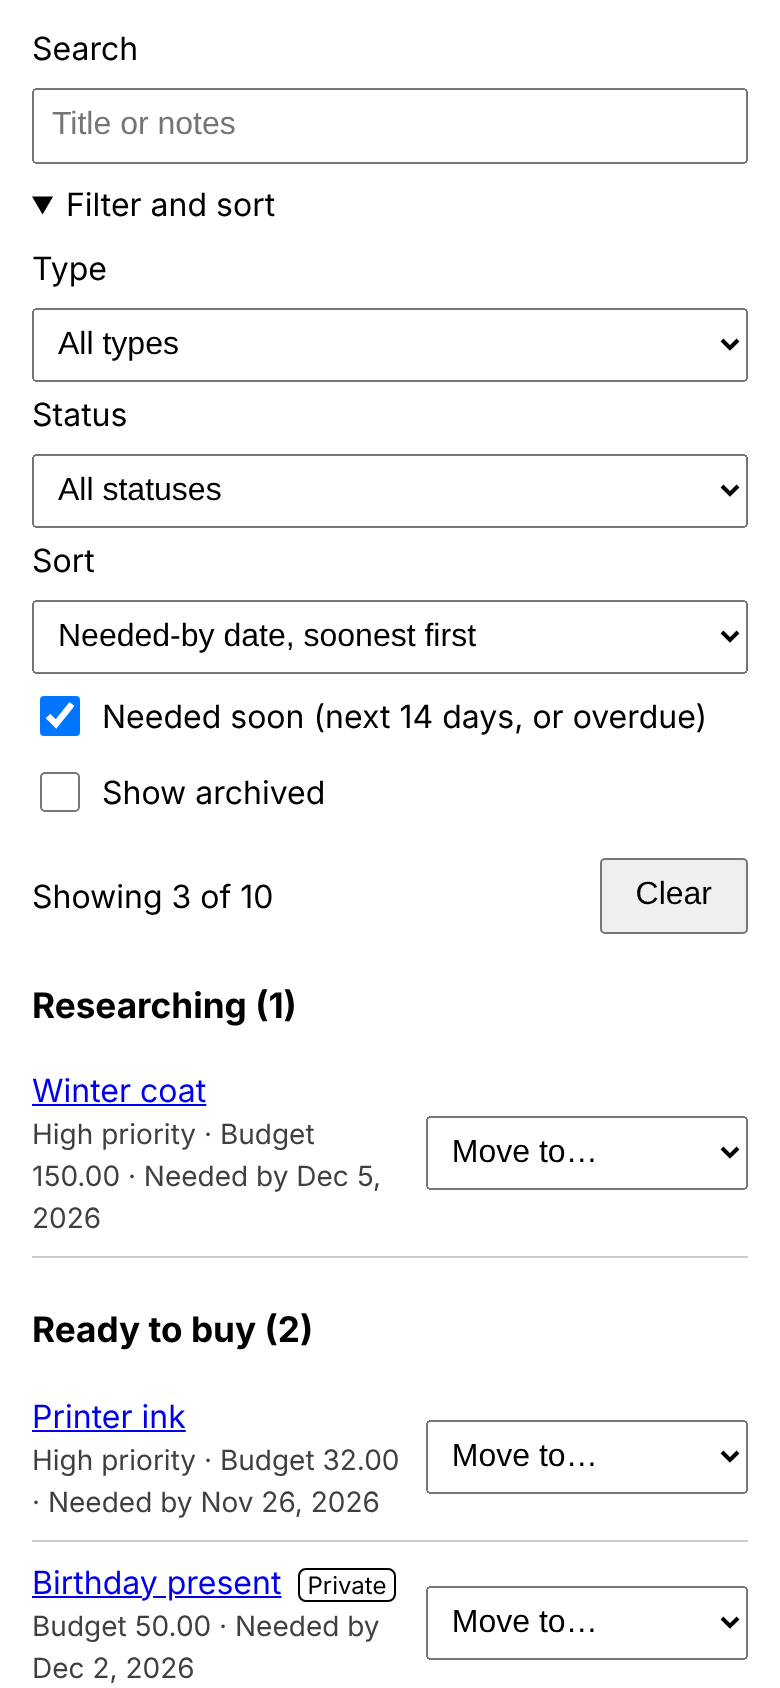 Search
Title or notes
▼ Filter and sort
Type
All types
Status
All statuses
Sort
Needed-by date, soonest first
Needed soon (next 14 days, or overdue)
Show archived
Showing 3 of 10
Clear
Researching (1)
Winter coat
High priority · Budget
150.00 · Needed by Dec 5,
2026
Move to…
Ready to buy (2)
Printer ink
High priority · Budget 32.00
· Needed by Nov 26, 2026
Move to…
Birthday present Private
Budget 50.00 · Needed by
Dec 2, 2026
Move to…